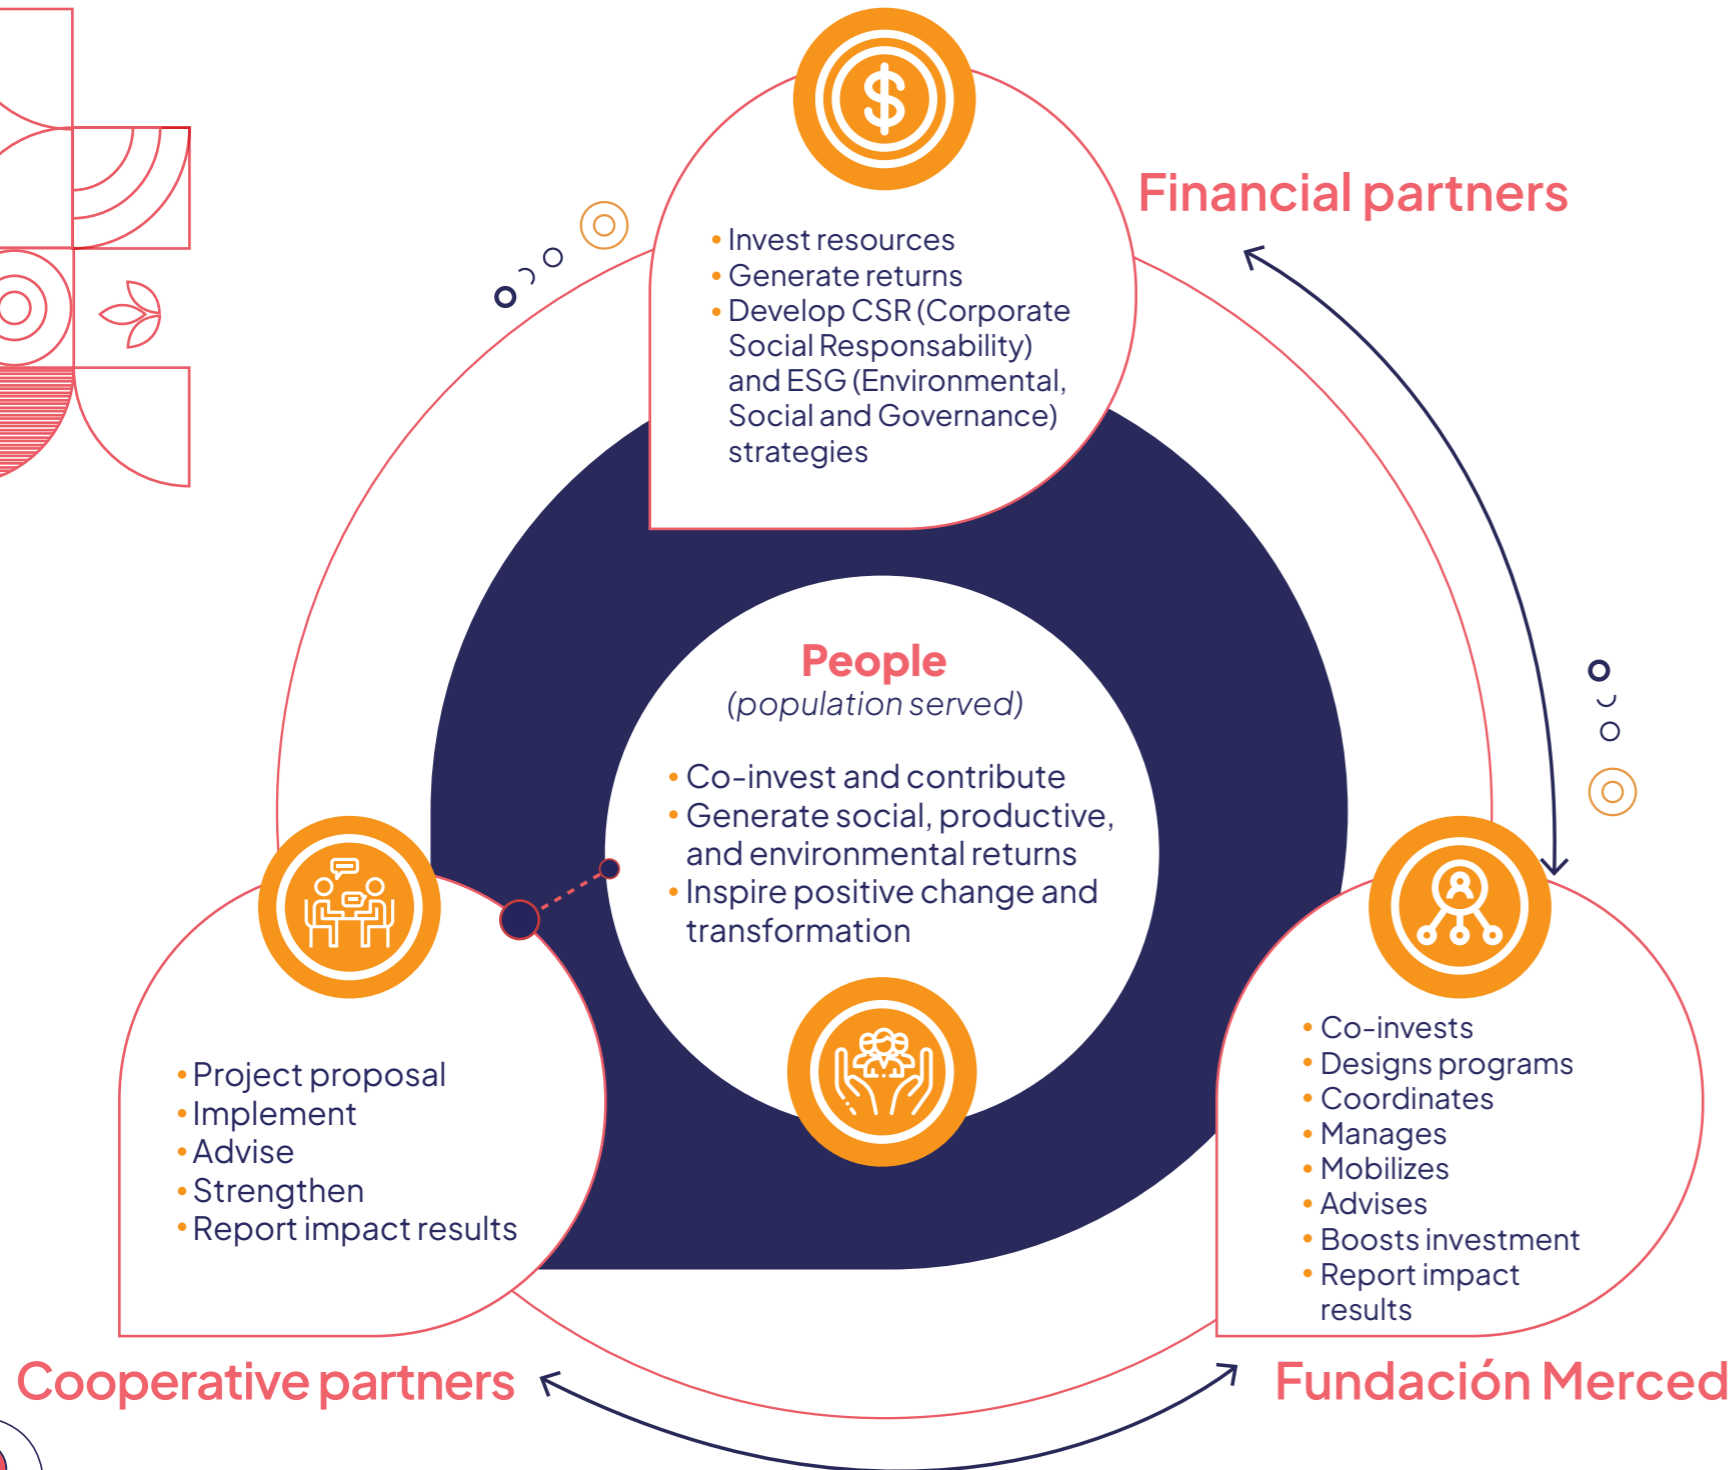 Financial partners
• Invest resources
• Generate returns
• Develop CSR (Corporate
Social Responsability)
and ESG (Environmental,
Social and Governance)
strategies
People
(population served)
• Co-invest and contribute
• Generate social, productive,
and environmental returns
• Inspire positive change and
transformation
• Project proposal
• Implement
• Advise
• Strengthen
• Report impact results
Cooperative partners
• Co-invests
• Designs programs
• Coordinates
• Manages
• Mobilizes
• Advises
• Boosts investment
• Report impact
results
Fundación Merced